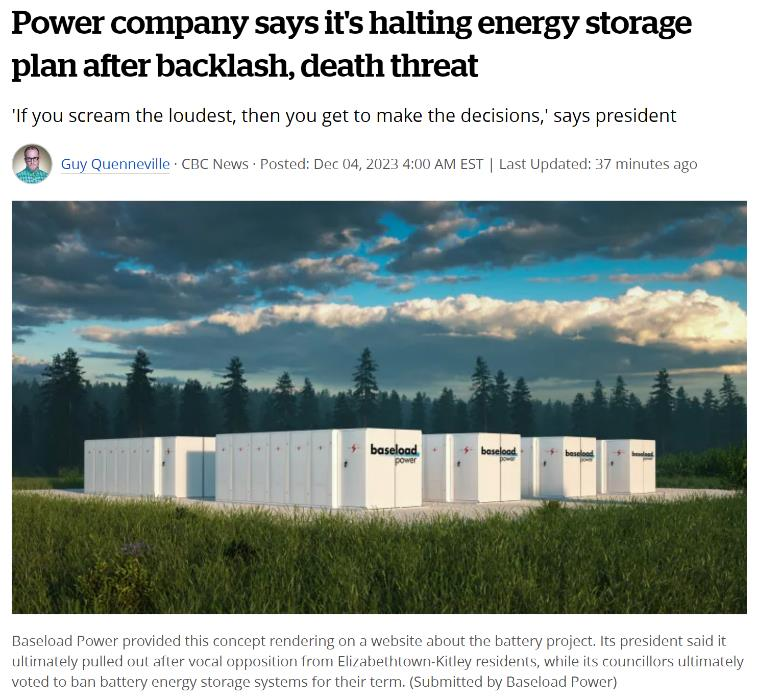 Power company says it's halting energy storage
plan after backlash, death threat
'If you scream the loudest, then you get to make the decisions,' says president
Guy Quenneville · CBC News · Posted: Dec 04, 2023 4:00 AM EST | Last Updated: 37 minutes ago
baseload
power
baseload
power
baseload
power
baseload
power
Baseload Power provided this concept rendering on a website about the battery project. Its president said it
ultimately pulled out after vocal opposition from Elizabethtown-Kitley residents, while its councillors ultimately
voted to ban battery energy storage systems for their term. (Submitted by Baseload Power)